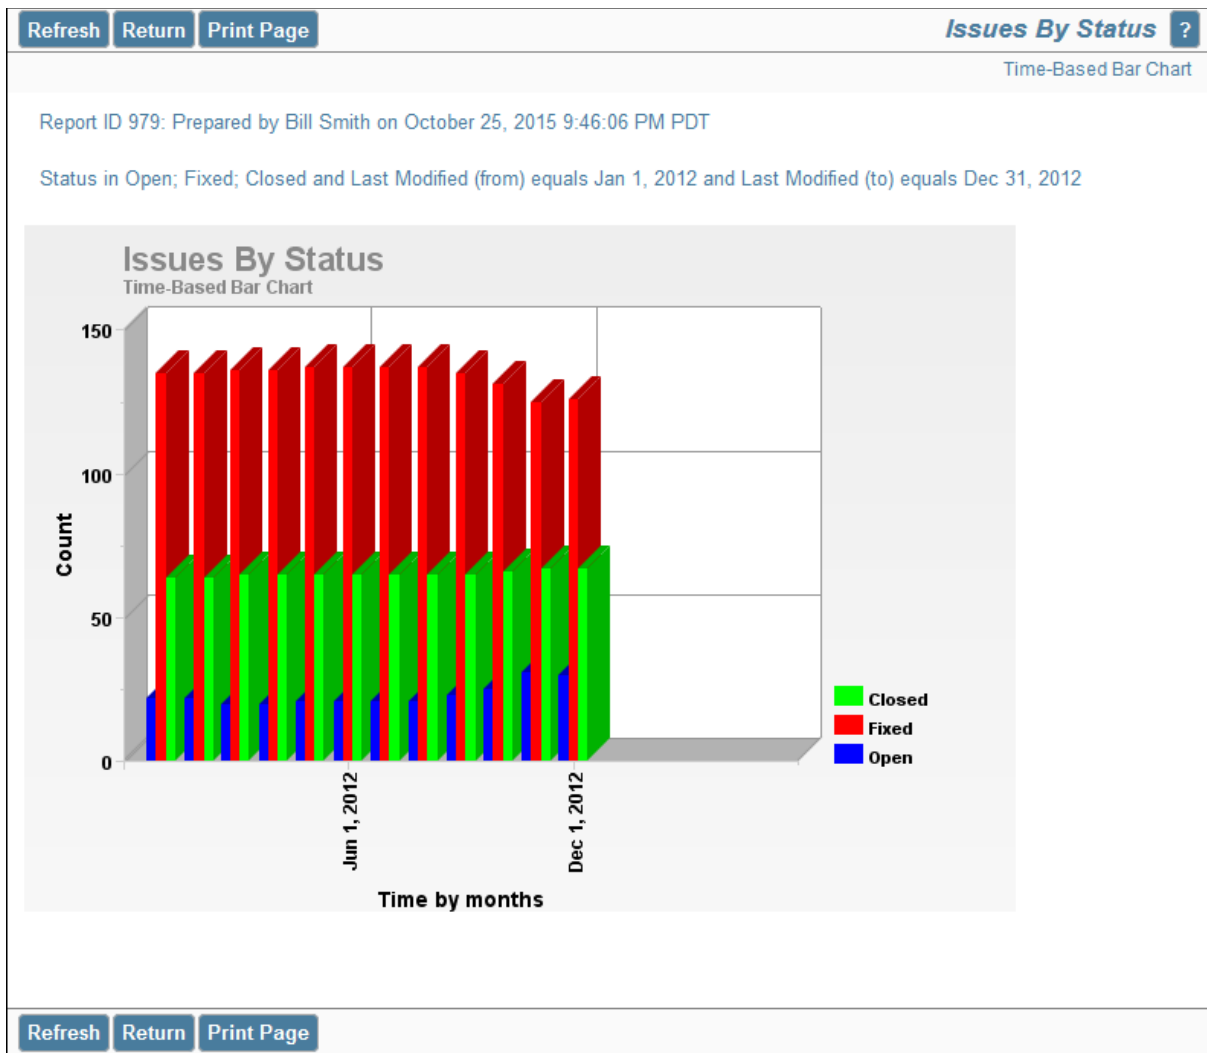 Refresh Return Print Page Issues By Status ?
Time-Based Bar Chart
Report ID 979: Prepared by Bill Smith on October 25, 2015 9:46:06 PM PDT
Status in Open; Fixed; Closed and Last Modified (from) equals Jan 1, 2012 and Last Modified (to) equals Dec 31, 2012
Issues By Status
Time-Based Bar Chart
150
100
50
0
Count
Jun 1, 2012
Dec 1, 2012
Time by months
Closed
Fixed
Open
Refresh Return Print Page